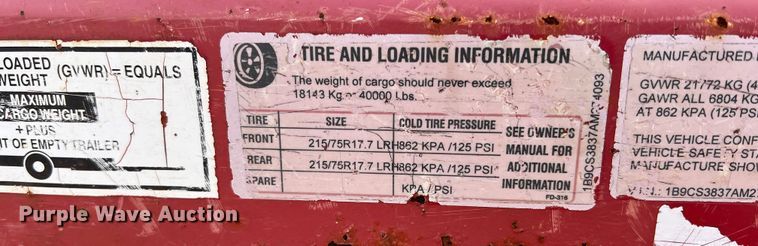 LOADED
WEIGHT (GVWR) = EQUALS
MAXIMUM
CARGO WEIGHT
+ PLUS
T OF EMPTY TRAILER
TIRE AND LOADING INFORMATION
The weight of cargo should never exceed
18143 Kg or 40000 Lbs.
TIRE SIZE COLD TIRE PRESSURE
FRONT 215/75R17.7 LRH 862 KPA /125 PSI
REAR 215/75R17.7 LRH 862 KPA /125 PSI
SPARE KPA / PSI
SEE OWNER'S
MANUAL FOR
ADDITIONAL
INFORMATION
FD-316
MANUFACTURED
GVWR 21772 KG (4
GAWR ALL 6804 KG
AT 862 KPA (125 PSI
THIS VEHICLE CONF
VEHICLE SAFETY STA
MANUFACTURE SHOW
V.I.N.: 1B9CS3837AM2
Purple Wave Auction